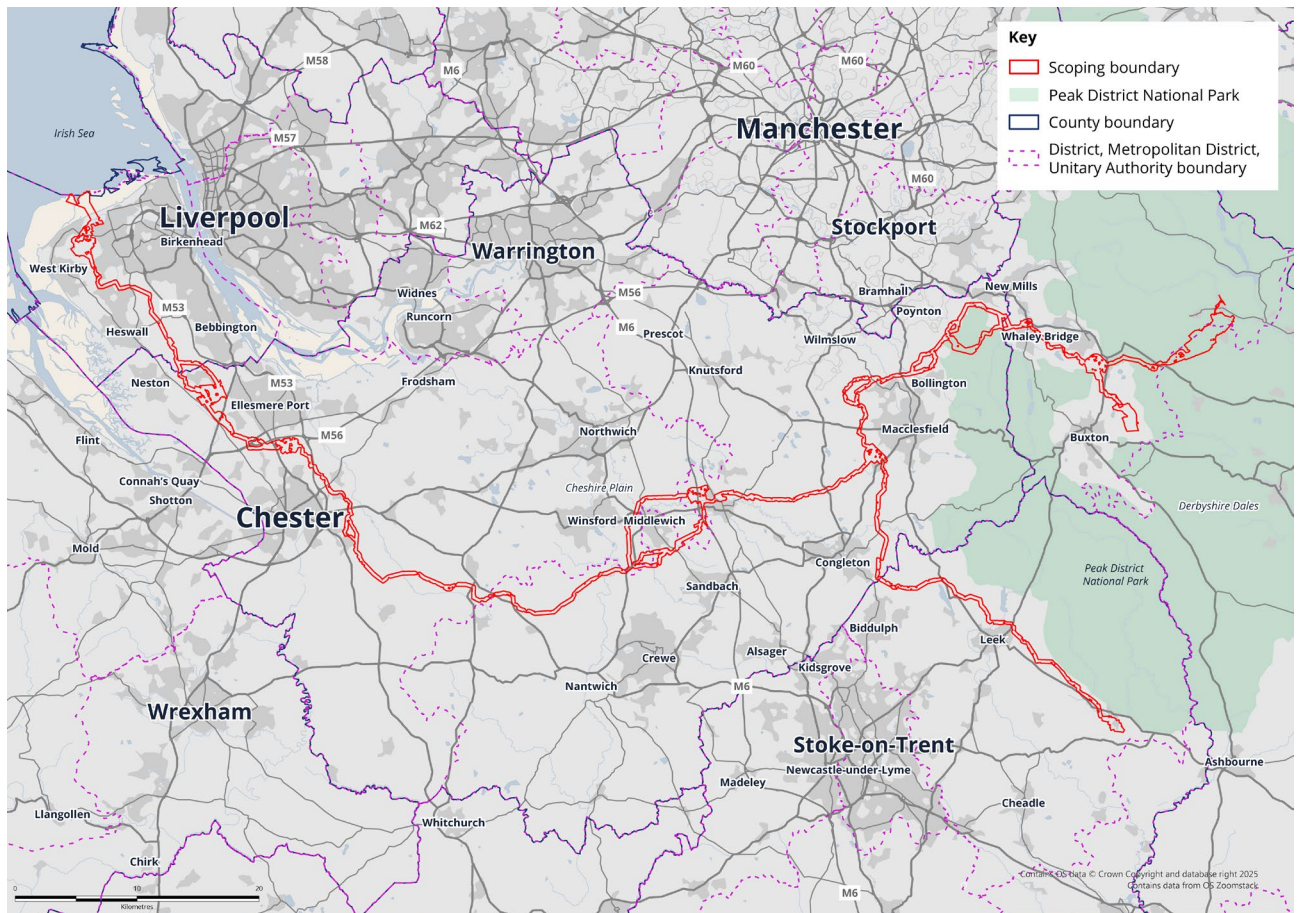 Key
Scoping boundary
Peak District National Park
County boundary
District, Metropolitan District,
Unitary Authority boundary
M58
M6
M60
M60
Irish Sea
M57
Manchester
M60
Liverpool
Birkenhead
M62
Stockport
Warrington
West Kirby
Widnes
M56
Bramhall
New Mills
M53
Runcorn
Poynton
Heswall
Bebbington
M6
Prescot
Wilmslow
Whaley Bridge
Knutsford
Neston
M53
Frodsham
Bollington
Ellesmere Port
Flint
M56
Northwich
Macclesfield
Buxton
Connah's Quay
Shotton
Cheshire Plain
Chester
Winsford
Middlewich
Derbyshire Dales
Mold
Congleton
Peak District
National Park
Sandbach
Biddulph
Leek
Crewe
Alsager
Kidsgrove
Nantwich
M6
Wrexham
Stoke-on-Trent
Newcastle-under-Lyme
Ashbourne
Madeley
Cheadle
Llangollen
Whitchurch
Chirk
M6
Contains OS data © Crown Copyright and database right 2025
Contains data from OS Zoomstack
0 10 20
Kilometres